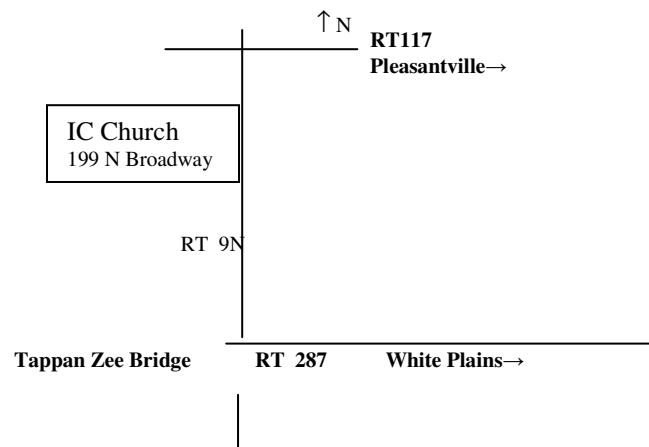 ↑ N
RT117
Pleasantville→
IC Church
199 N Broadway
RT 9N
Tappan Zee Bridge RT 287 White Plains→